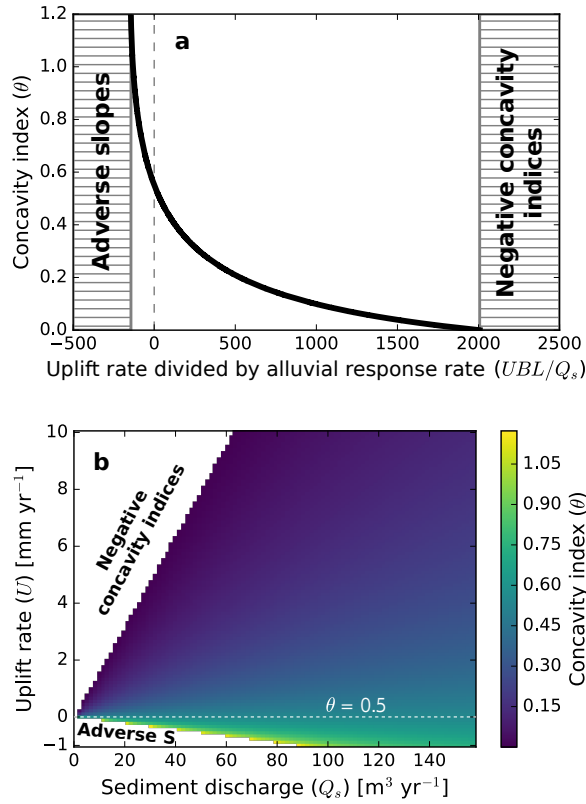 a
Concavity index (θ)
1.2
1.0
0.8
0.6
0.4
0.2
0.0
Adverse slopes
Negative concavity
indices
−500
0
500
1000
1500
2000
2500
Uplift rate divided by alluvial response rate (UBL/Qs)
b
Uplift rate (U) [mm yr⁻¹]
10
8
6
4
2
0
−1
Negative
concavity indices
θ = 0.5
Adverse S
0
20
40
60
80
100
120
140
Sediment discharge (Qs) [m³ yr⁻¹]
1.05
0.90
0.75
0.60
0.45
0.30
0.15
Concavity index (θ)